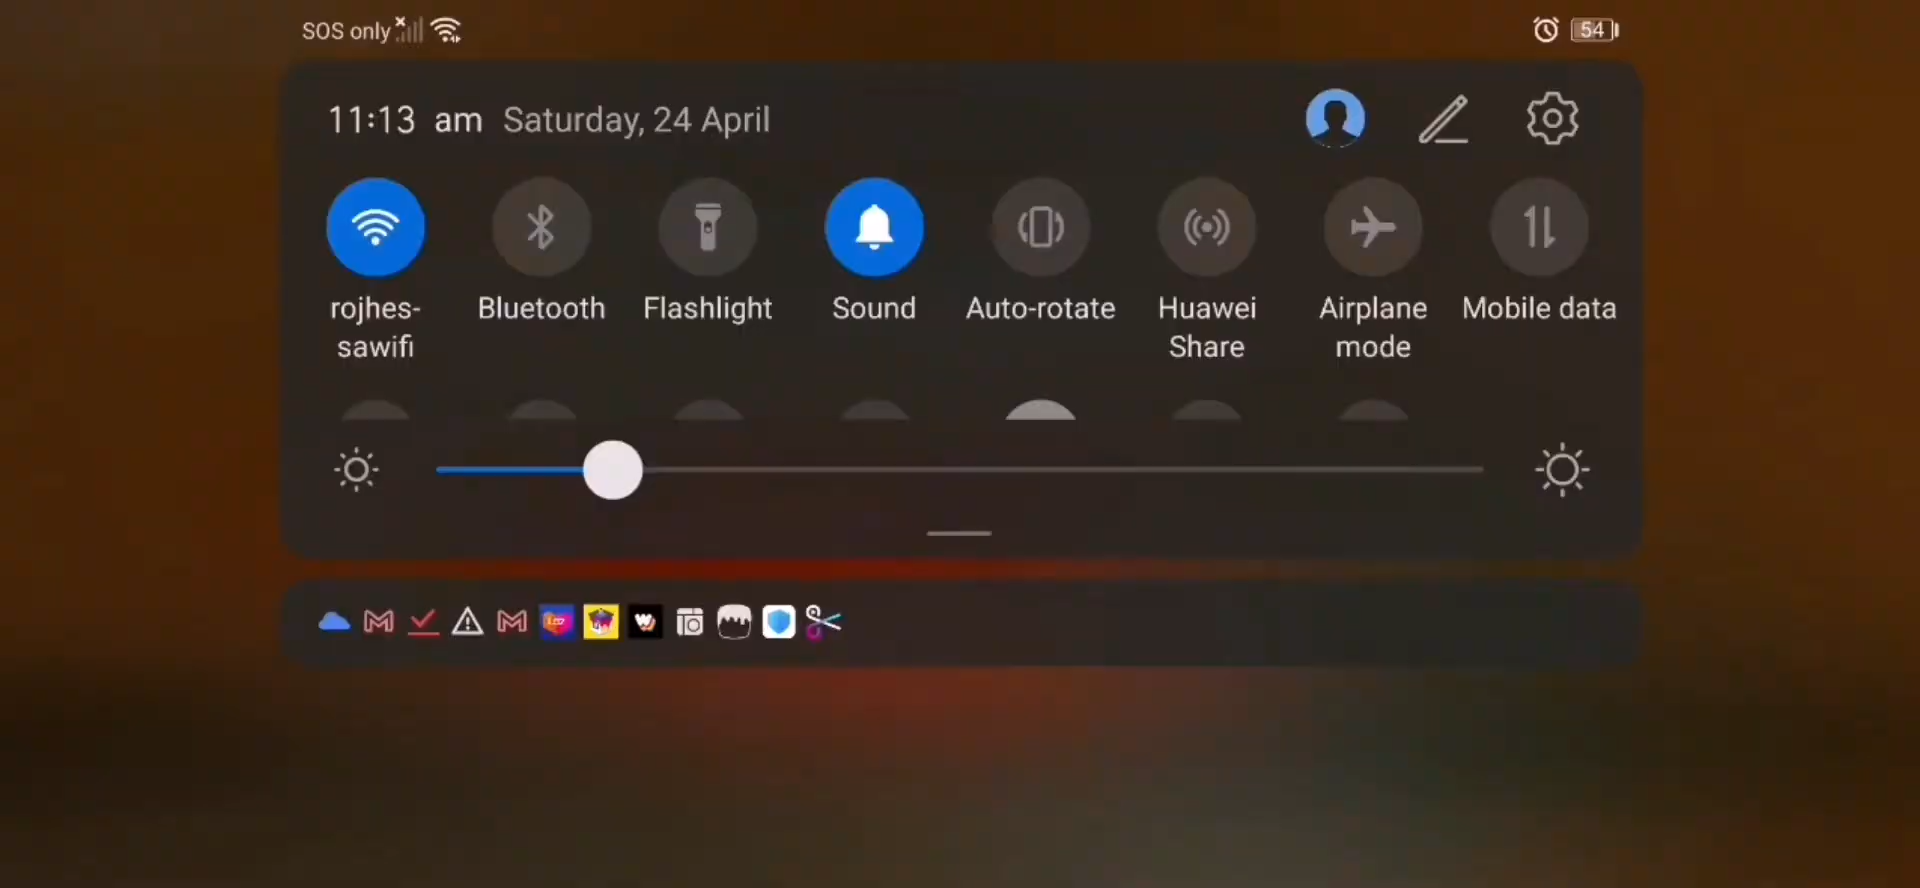 SOS only
54
11:13 am Saturday, 24 April
rojhes-
sawifi
Bluetooth
Flashlight
Sound
Auto-rotate
Huawei
Share
Airplane
mode
Mobile data